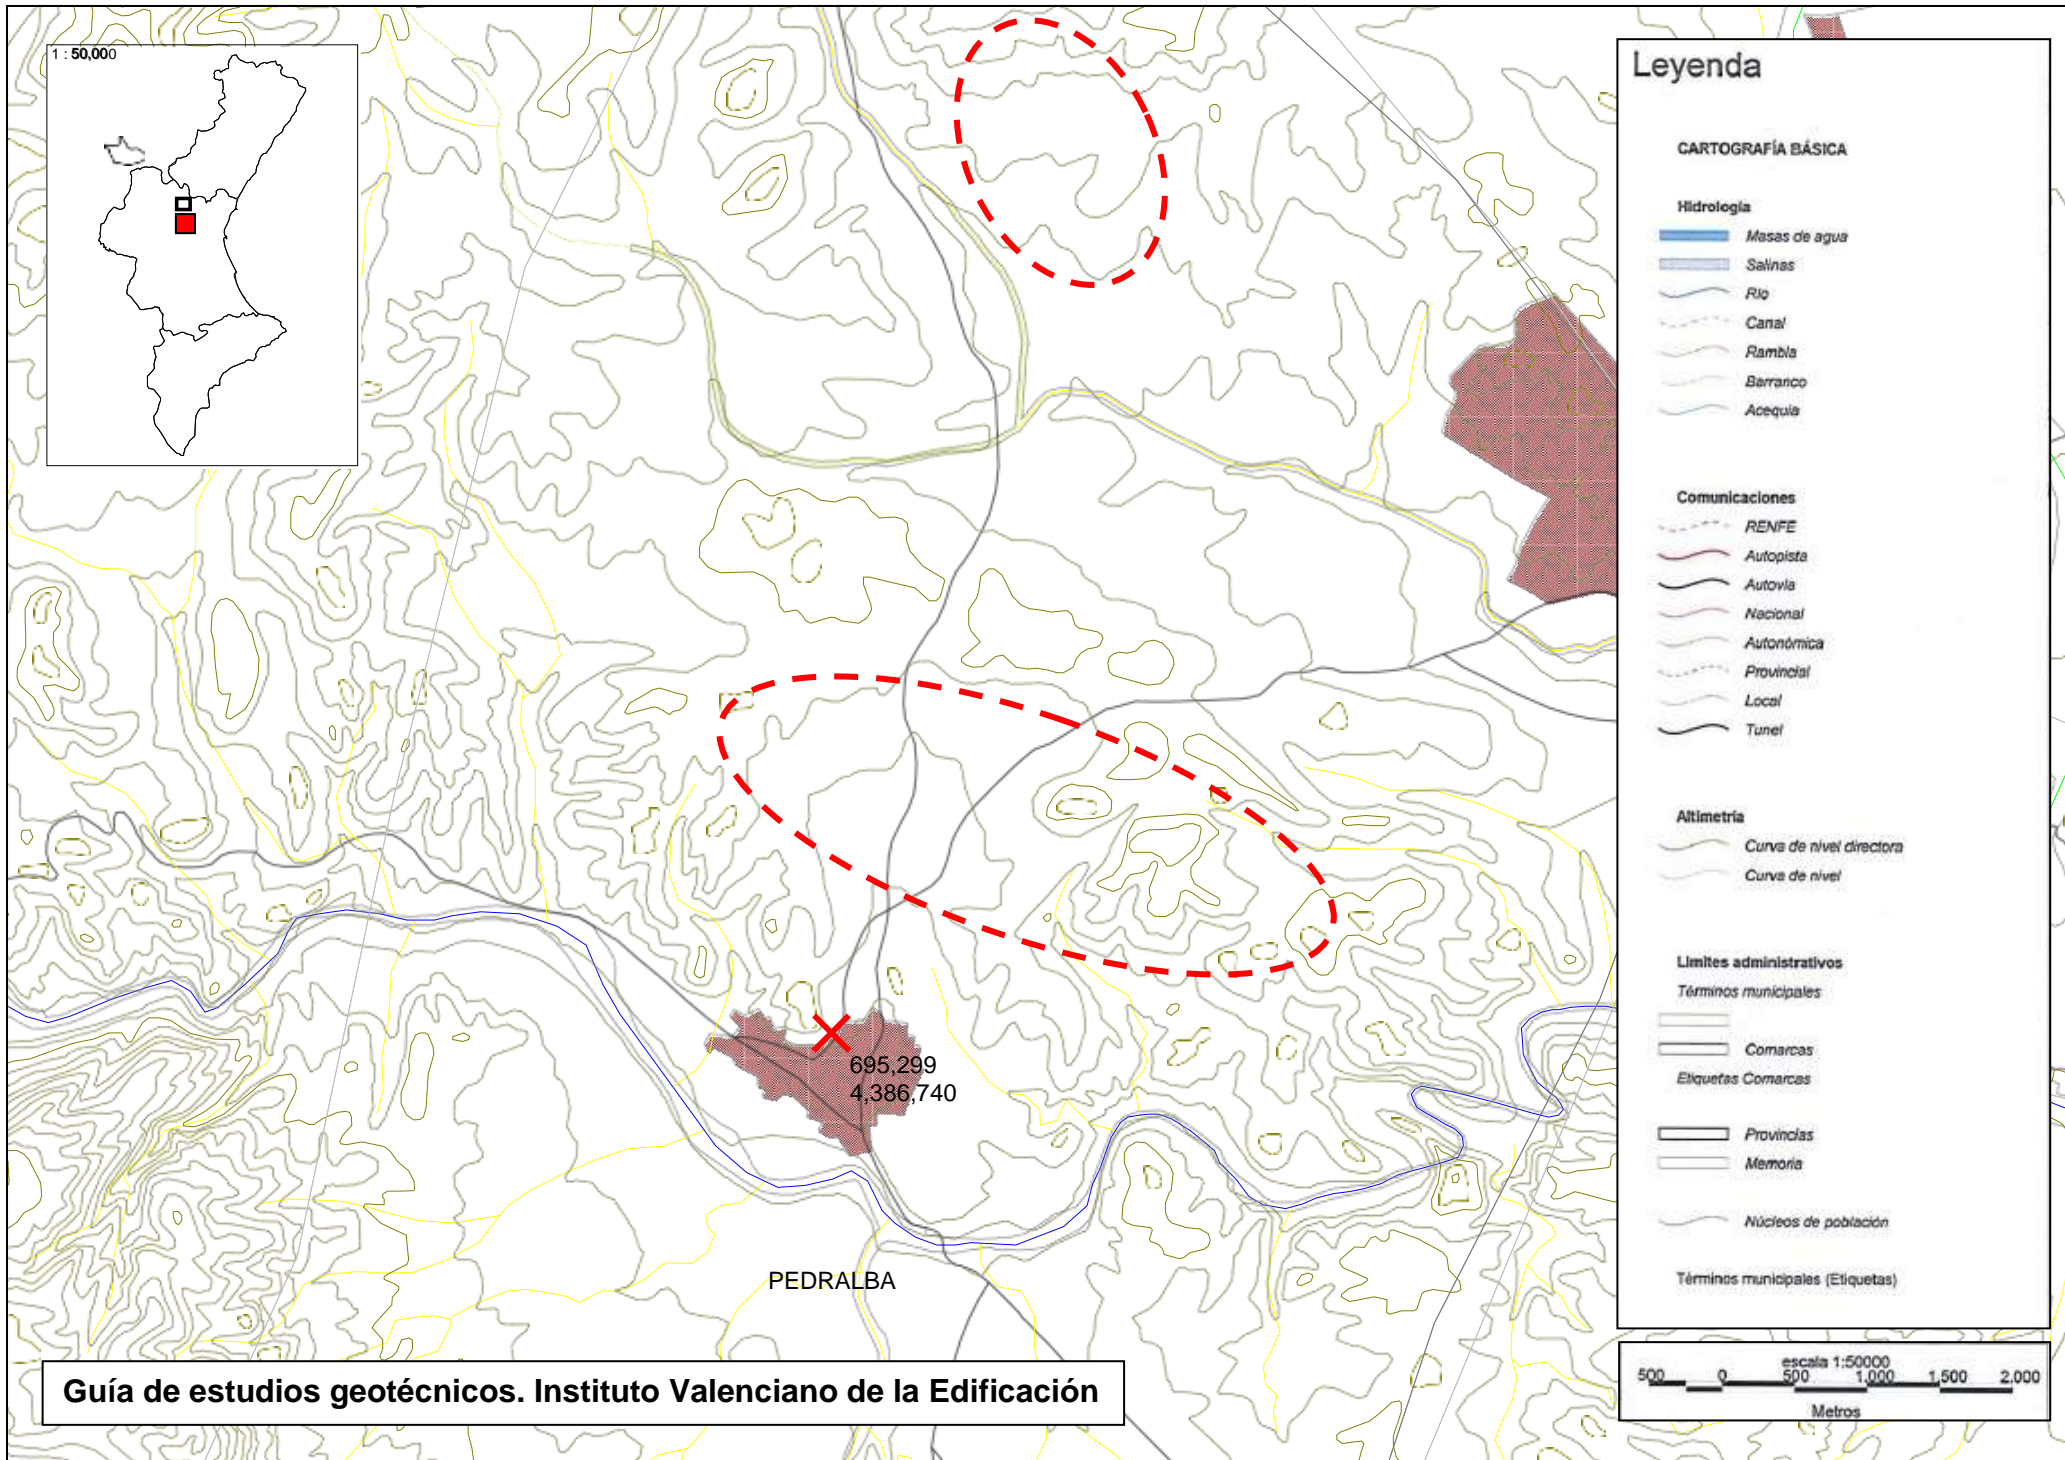 1 : 50,000
Leyenda
CARTOGRAFÍA BÁSICA
Hidrología
Masas de agua
Salinas
Río
Canal
Rambla
Barranco
Acequia
Comunicaciones
RENFE
Autopista
Autovía
Nacional
Autonómica
Provincial
Local
Tunel
Altimetría
Curva de nivel directora
Curva de nivel
Límites administrativos
Términos municipales
Comarcas
Etiquetas Comarcas
Provincias
Memoria
Núcleos de población
Términos municipales (Etiquetas)
695,299
4,386,740
PEDRALBA
Guía de estudios geotécnicos. Instituto Valenciano de la Edificación
escala 1:50000
500 0 500 1,000 1,500 2,000
Metros